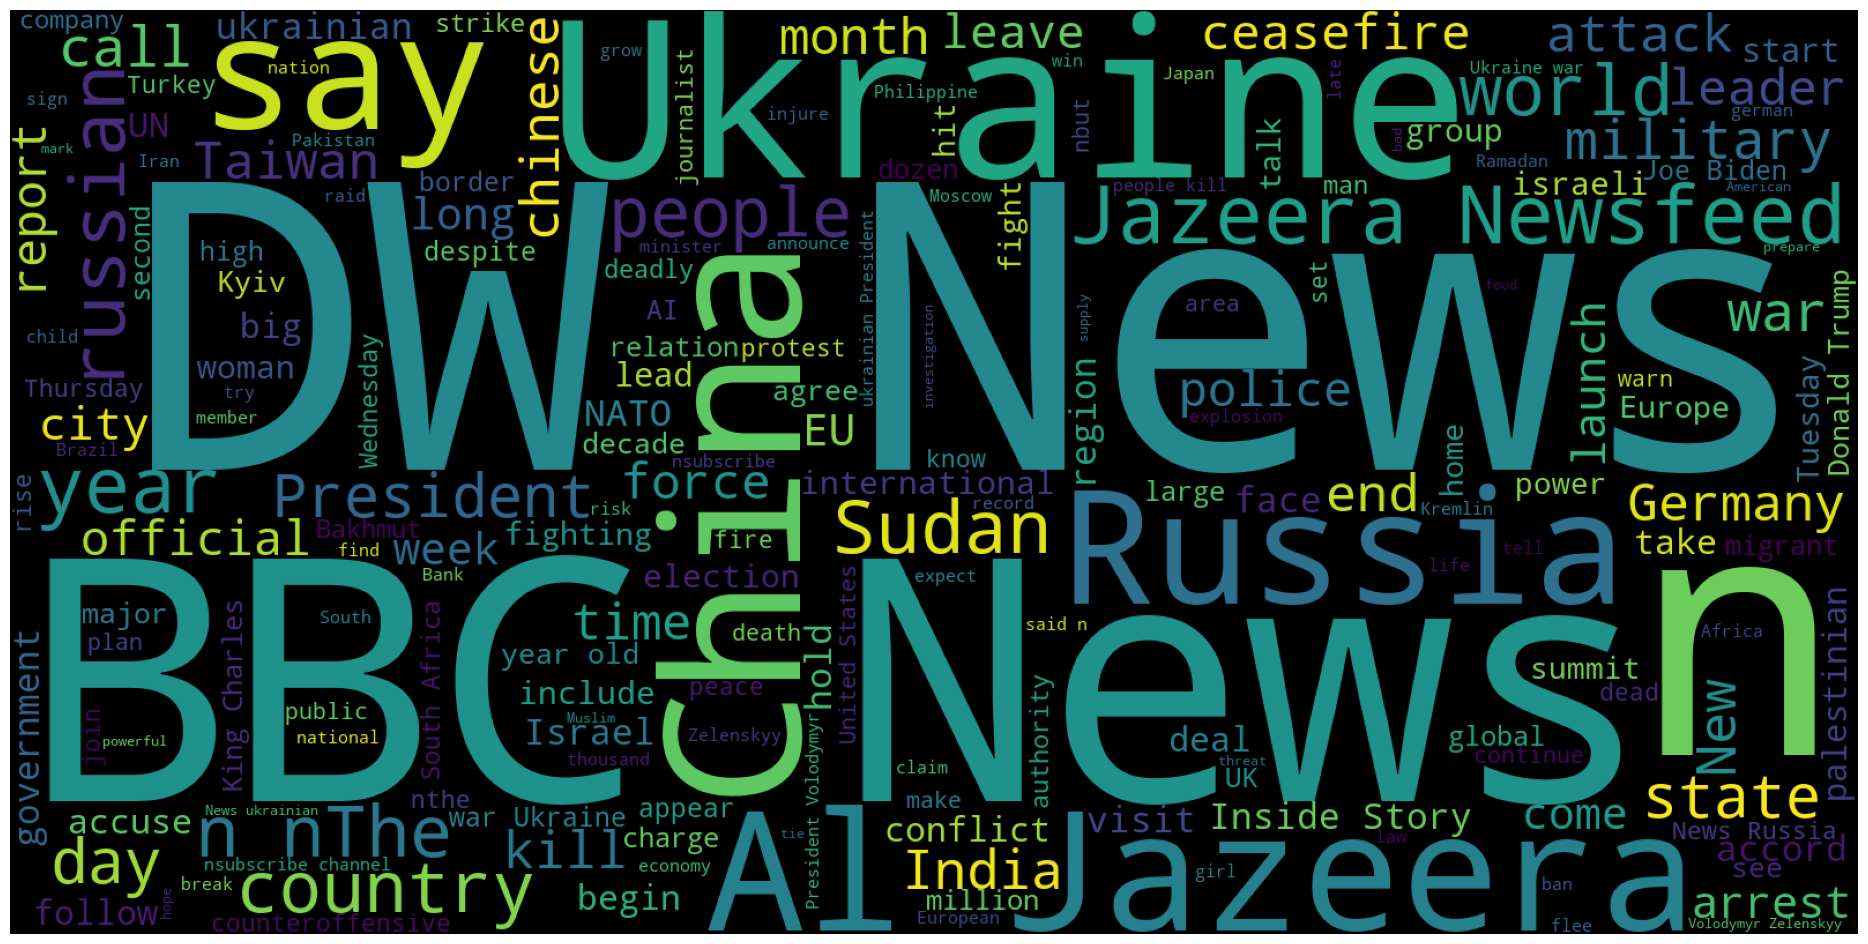 company
ukrainian
strike
call
say
nation
Turkey
sign
UN
Pakistan
mark
Iran
Taiwan
russian
report
raid
chinese
Ukraine
grow
month
leave
ceasefire
attack
start
win
Japan
late
Ukraine war
world
leader
german
journalist
injure
Philippine
hit
nbut
talk
group
bad
military
dozen
Ramadan
Joe Biden
American
border
long
people
people kill
Moscow
fight
man
israeli
Jazeera Newsfeed
second
high
despite
minister
announce
prepare
Kyiv
deadly
ukrainian President
set
food
DW News
big
AI
area
war
child
woman
relation
protest
supply
launch
Donald Trump
Thursday
try
lead
agree
investigation
police
warn
Europe
Tuesday
member
Wednesday
NATO
EU
region
explosion
city
Brazil
decade
nsubscribe
know
home
year
President
force
international
large
face
end
power
Germany
rise
official
Bakhmut
risk
record
Kremlin
find
week
fighting
fire
Sudan
Russia
take
migrant
Bank
election
expect
life
tell
China
BBC News
n
major
plan
South
time
death
said n
Africa
government
King Charles
South Africa
year old
hold
United States
summit
palestinian
include
peace
dead
public
join
powerful
national
Muslim
Israel
Zelenskyy
authority
deal
global
New
thousand
President Volodymyr
claim
threat
UK
continue
nthe
appear
make
state
News ukrainian
accuse
n nThe
war Ukraine
charge
tie
conflict
visit
Inside Story
come
News Russia
law
accord
day
nsubscribe channel
kill
economy
Al Jazeera
India
girl
see
break
country
begin
million
ban
arrest
follow
hope
counteroffensive
European
flee
Volodymyr Zelenskyy